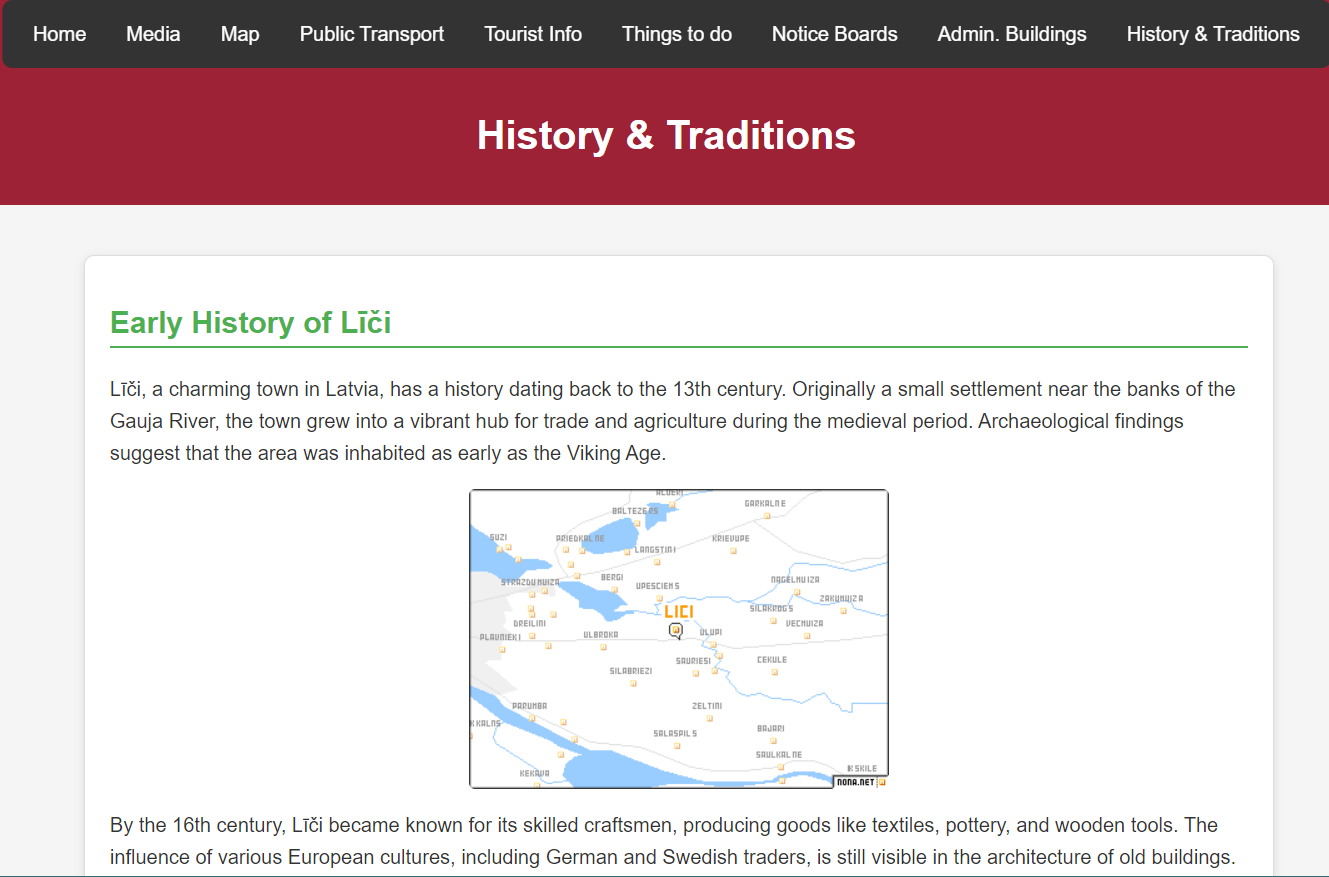 Home Media Map Public Transport Tourist Info Things to do Notice Boards Admin. Buildings History & Traditions
History & Traditions
Early History of Līči
Līči, a charming town in Latvia, has a history dating back to the 13th century. Originally a small settlement near the banks of the
Gauja River, the town grew into a vibrant hub for trade and agriculture during the medieval period. Archaeological findings
suggest that the area was inhabited as early as the Viking Age.
GARKALNE
BALTEZERS
SUZI
PRIEDKALNE
KRIEVUPE
LANGSTINI
BERGI
NAGELMUIZA
STRAZDUMUIZA
UPESCIEMS
ZAKUMUIZA
LICI
SILAKROGS
DREILINI
VECMUIZA
PLAVNIEKI
ULBROKA
ULUPJI
SAURIESI
CEKULE
SILABRIEZI
PARUMBA
ZELTINI
KKALNS
SALASPILS
BAJARI
SAULKALNE
KEKAVA
IKSKILE
NONA.NET
By the 16th century, Līči became known for its skilled craftsmen, producing goods like textiles, pottery, and wooden tools. The
influence of various European cultures, including German and Swedish traders, is still visible in the architecture of old buildings.